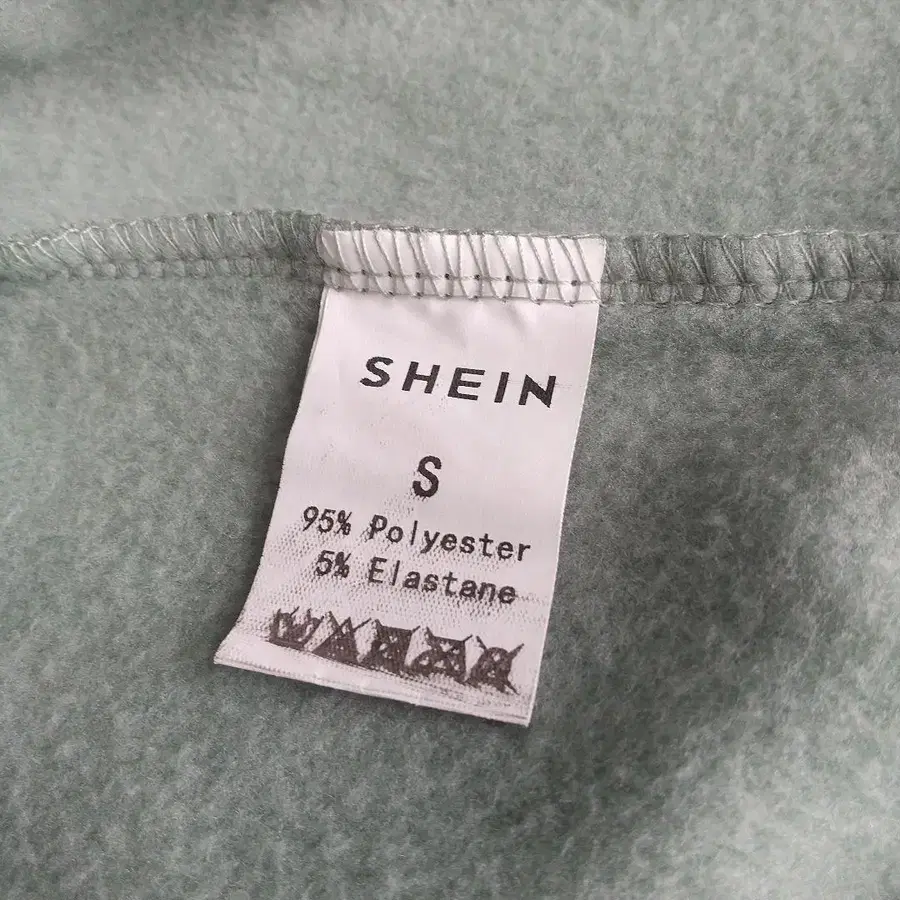 SHEIN
S
95% Polyester
5% Elastane